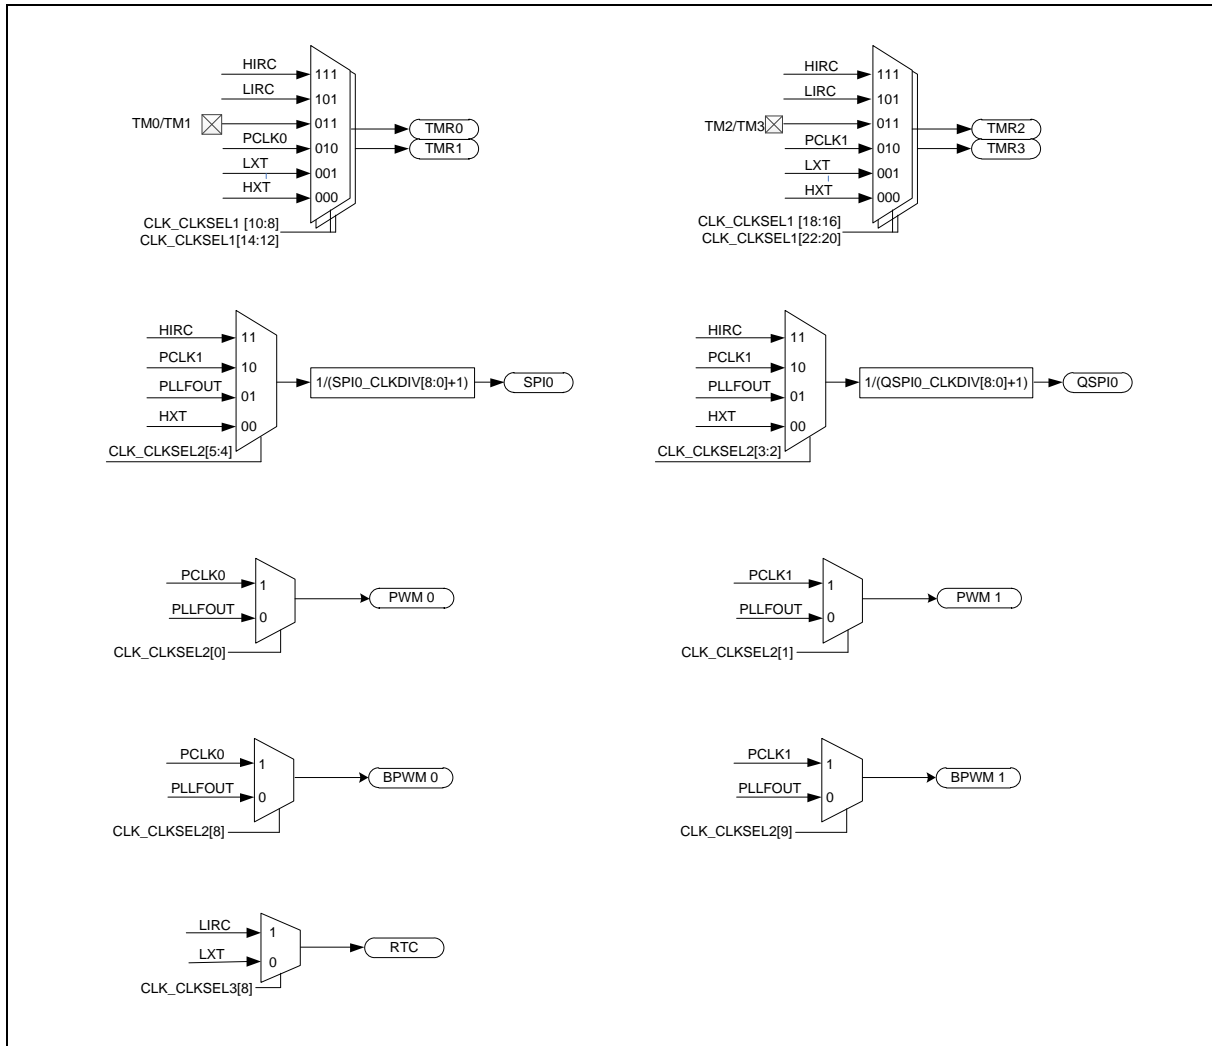 HIRC
111
LIRC
101
TM0/TM1
011
TMR0
PCLK0
010
TMR1
LXT
001
HXT
000
CLK_CLKSEL1 [10:8]
CLK_CLKSEL1[14:12]
HIRC
111
LIRC
101
TM2/TM3
011
TMR2
PCLK1
010
TMR3
LXT
001
HXT
000
CLK_CLKSEL1 [18:16]
CLK_CLKSEL1[22:20]
HIRC
11
PCLK1
10
1/(SPI0_CLKDIV[8:0]+1)
SPI0
PLLFOUT
01
HXT
00
CLK_CLKSEL2[5:4]
HIRC
11
PCLK1
10
1/(QSPI0_CLKDIV[8:0]+1)
QSPI0
PLLFOUT
01
HXT
00
CLK_CLKSEL2[3:2]
PCLK0
1
PWM 0
PLLFOUT
0
CLK_CLKSEL2[0]
PCLK1
1
PWM 1
PLLFOUT
0
CLK_CLKSEL2[1]
PCLK0
1
BPWM 0
PLLFOUT
0
CLK_CLKSEL2[8]
PCLK1
1
BPWM 1
PLLFOUT
0
CLK_CLKSEL2[9]
LIRC
1
RTC
LXT
0
CLK_CLKSEL3[8]